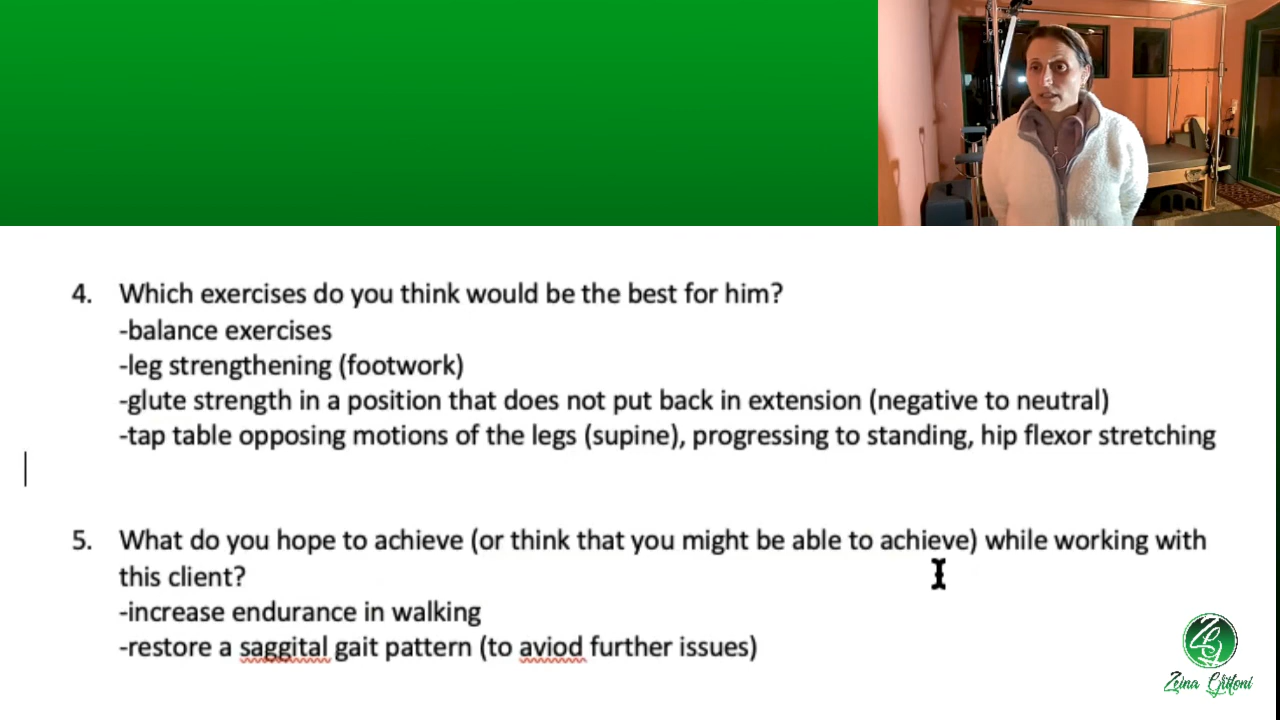 4. Which exercises do you think would be the best for him?
-balance exercises
-leg strengthening (footwork)
-glute strength in a position that does not put back in extension (negative to neutral)
-tap table opposing motions of the legs (supine), progressing to standing, hip flexor stretching
5. What do you hope to achieve (or think that you might be able to achieve) while working with
this client?
-increase endurance in walking
-restore a saggital gait pattern (to aviod further issues)
Zeina Grifoni